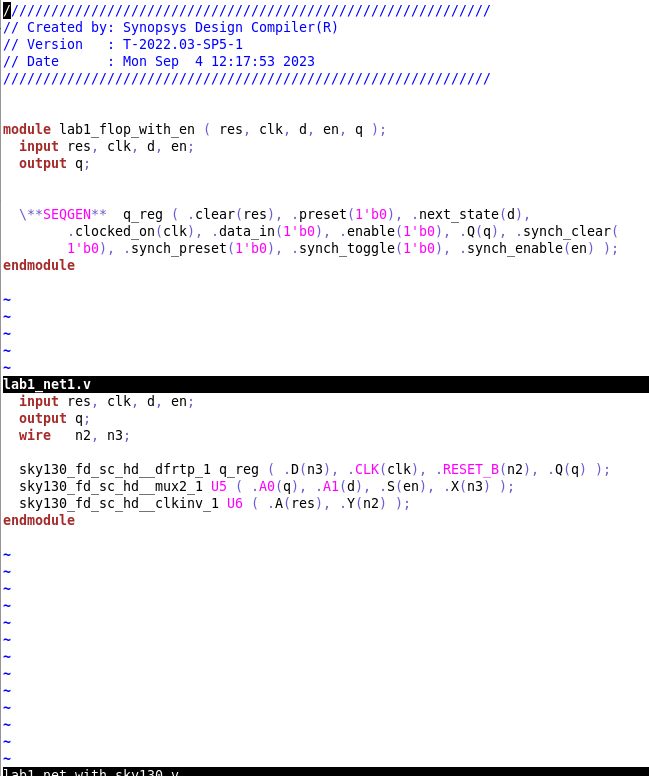 /////////////////////////////////////////////////////////////
// Created by: Synopsys Design Compiler(R)
// Version   : T-2022.03-SP5-1
// Date      : Mon Sep  4 12:17:53 2023
/////////////////////////////////////////////////////////////
module lab1_flop_with_en ( res, clk, d, en, q );
  input res, clk, d, en;
  output q;
  \**SEQGEN**  q_reg ( .clear(res), .preset(1'b0), .next_state(d),
        .clocked_on(clk), .data_in(1'b0), .enable(1'b0), .Q(q), .synch_clear(
        1'b0), .synch_preset(1'b0), .synch_toggle(1'b0), .synch_enable(en) );
endmodule
~
~
~
~
~
lab1_net1.v
  input res, clk, d, en;
  output q;
  wire   n2, n3;
  sky130_fd_sc_hd__dfrtp_1 q_reg ( .D(n3), .CLK(clk), .RESET_B(n2), .Q(q) );
  sky130_fd_sc_hd__mux2_1 U5 ( .A0(q), .A1(d), .S(en), .X(n3) );
  sky130_fd_sc_hd__clkinv_1 U6 ( .A(res), .Y(n2) );
endmodule
~
~
~
~
~
~
~
~
~
~
~
~
~
lab1_net_with_sky130.v